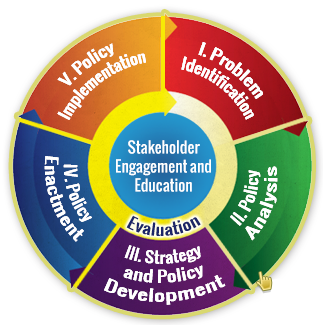 I. Problem
Identification
II. Policy
Analysis
III. Strategy
and Policy
Development
IV. Policy
Enactment
V. Policy
Implementation
Stakeholder
Engagement and
Education
Evaluation